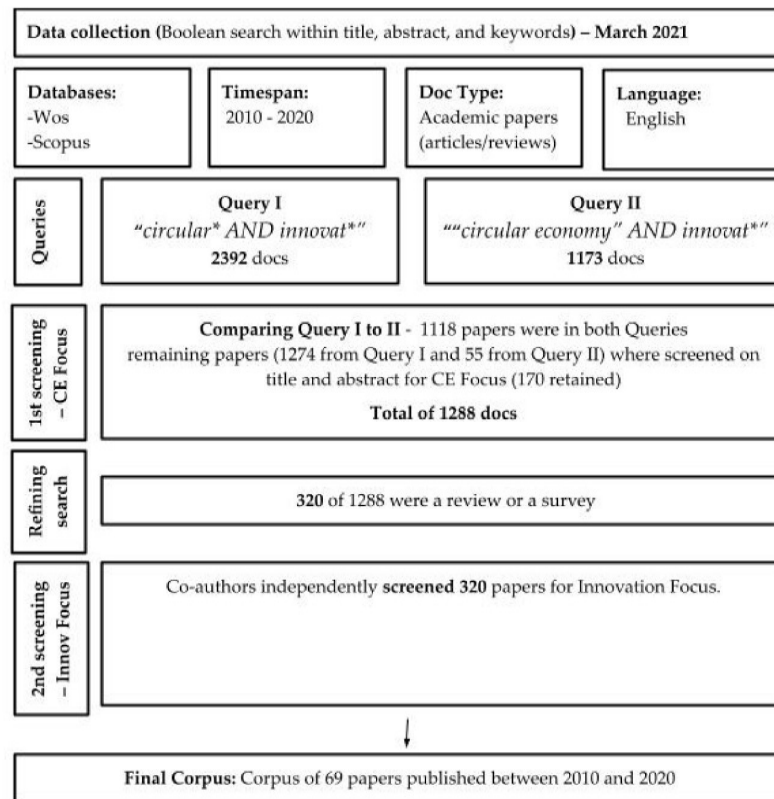 Data collection (Boolean search within title, abstract, and keywords) – March 2021
Databases:
-Wos
-Scopus
Timespan:
2010 - 2020
Doc Type:
Academic papers
(articles/reviews)
Language:
English
Queries
Query I
“circular* AND innovat*”
2392 docs
Query II
““circular economy” AND innovat*”
1173 docs
1st screening
– CE Focus
Comparing Query I to II - 1118 papers were in both Queries
remaining papers (1274 from Query I and 55 from Query II) where screened on
title and abstract for CE Focus (170 retained)
Total of 1288 docs
Refining
search
320 of 1288 were a review or a survey
2nd screening
– Innov Focus
Co-authors independently screened 320 papers for Innovation Focus.
Final Corpus: Corpus of 69 papers published between 2010 and 2020